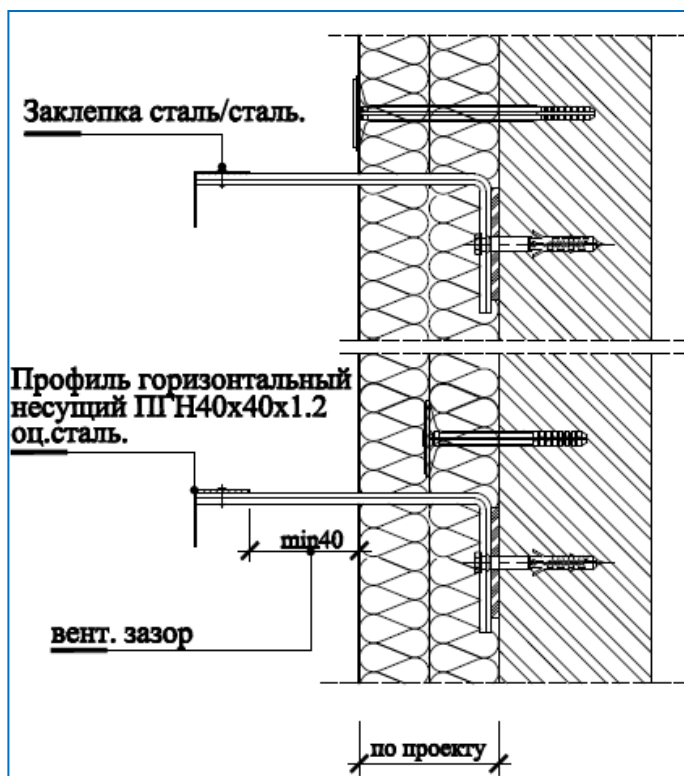 Заклепка сталь/сталь.
Профиль горизонтальный
несущий ПГН40х40х1.2
оц.сталь.
min40
вент. зазор
по проекту